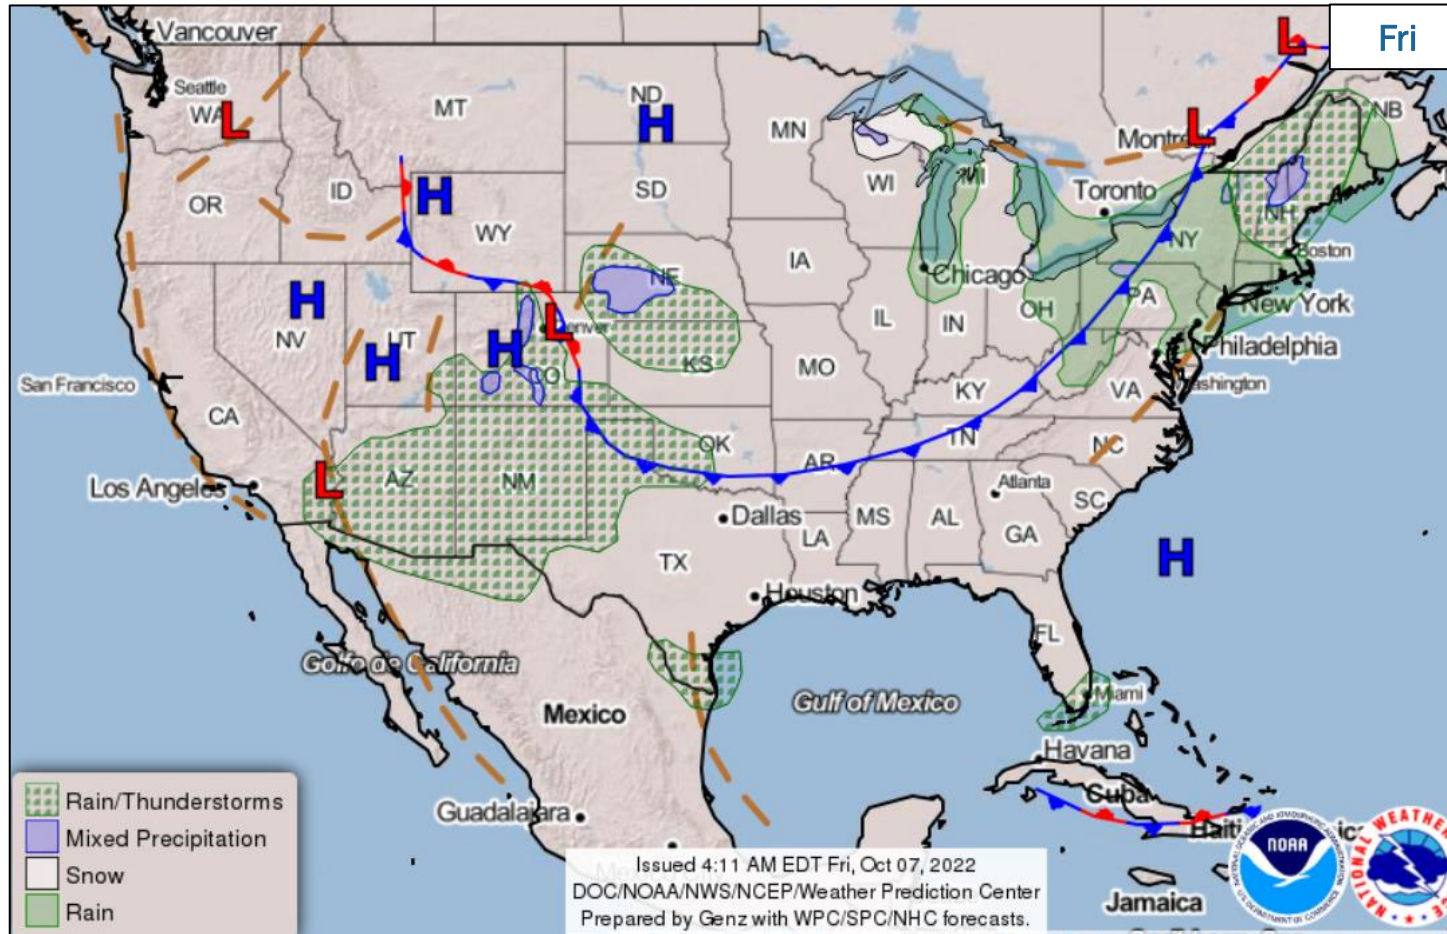 Fri
Vancouver
L
Seattle
WA
L
MT
ND
H
MN
Montré
L
NB
OR
ID
H
WY
SD
WI
MI
Toronto
NY
NH
Boston
IA
NE
Chicago
H
NV
UT
H
H
L
Denver
IL
IN
OH
PA
New York
Philadelphia
San Francisco
CA
KS
MO
KY
VA
Washington
Los Angeles
L
AZ
NM
OK
AR
TN
NC
Atlanta
SC
Dallas
LA
MS
AL
GA
H
TX
Houston
FL
Golfo de California
Mexico
Gulf of Mexico
Miami
Havana
Cuba
Haiti
Guadalajara
Jamaica
Rain/Thunderstorms
Mixed Precipitation
Snow
Rain
Issued 4:11 AM EDT Fri, Oct 07, 2022
DOC/NOAA/NWS/NCEP/Weather Prediction Center
Prepared by Genz with WPC/SPC/NHC forecasts.
NOAA
NATIONAL WEATHER